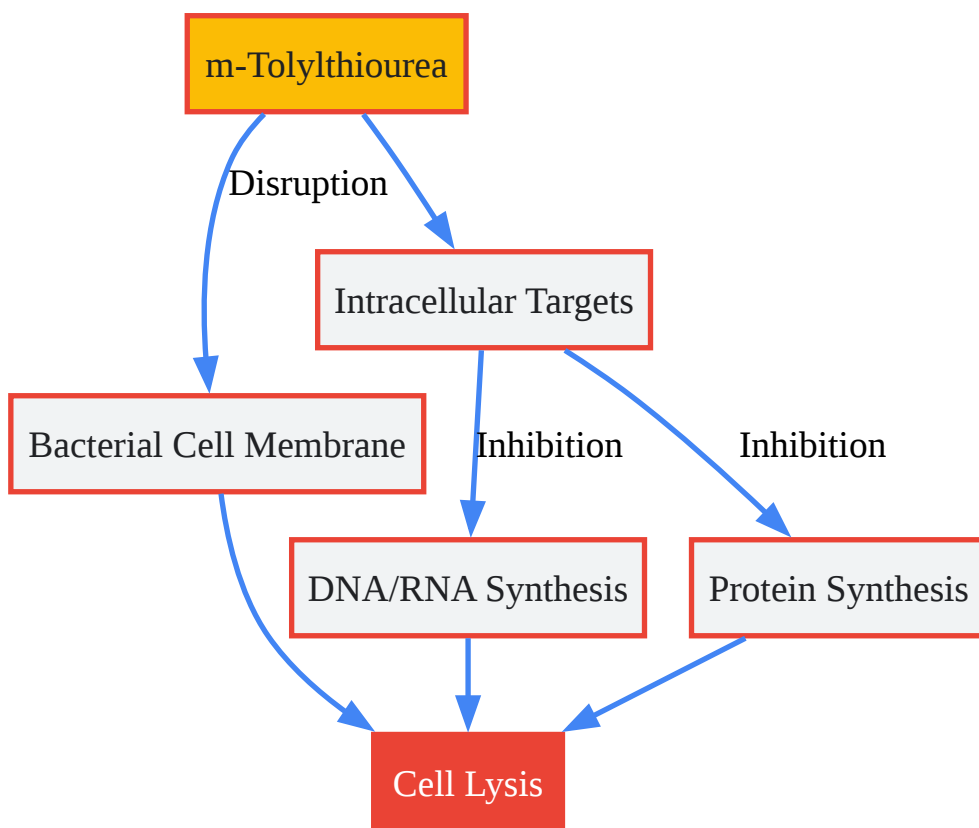 m-Tolylthiourea
Disruption
Intracellular Targets
Bacterial Cell Membrane
Inhibition
Inhibition
DNA/RNA Synthesis
Protein Synthesis
Cell Lysis